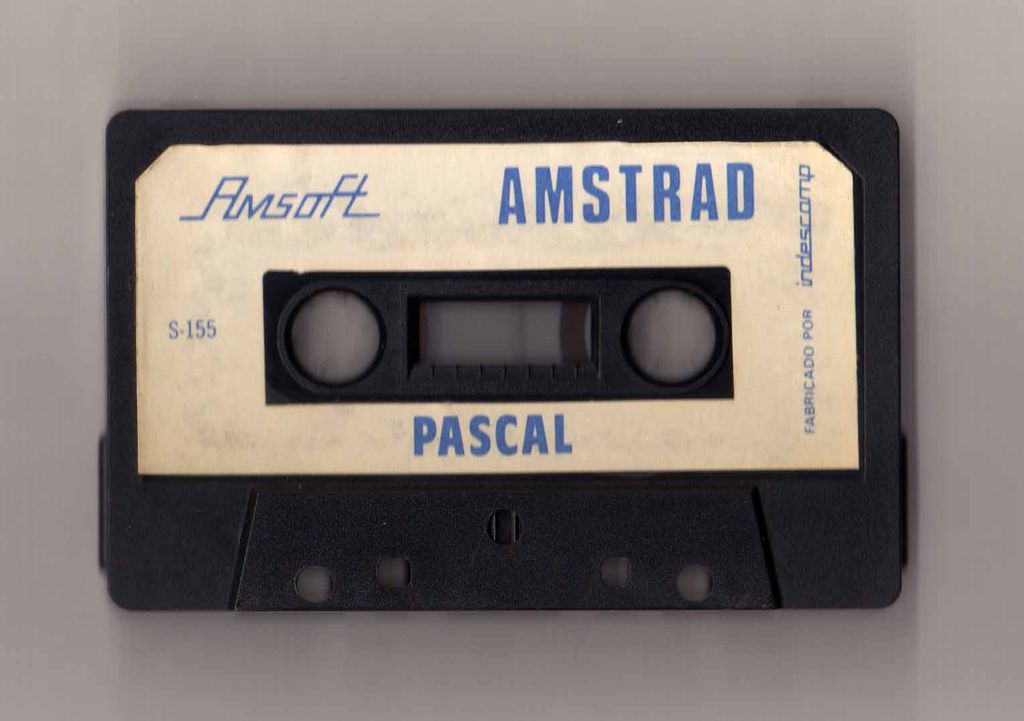 Amsoft
AMSTRAD
S-155
PASCAL
FABRICADO POR indescomp